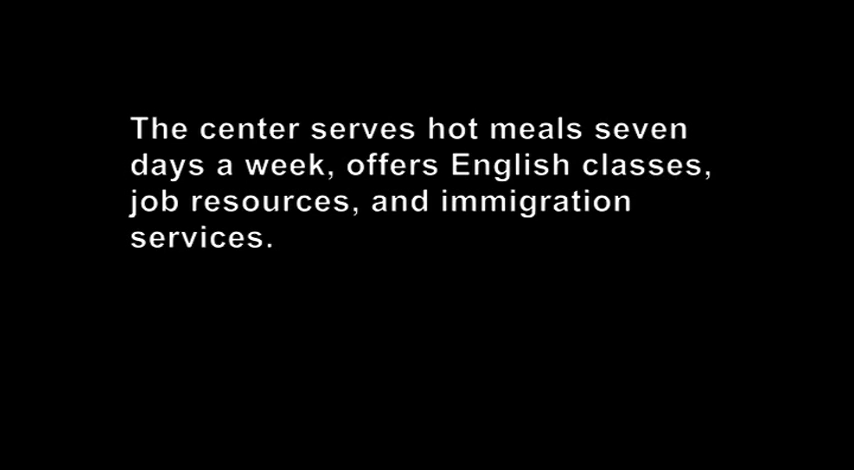 The center serves hot meals seven
days a week, offers English classes,
job resources, and immigration
services.